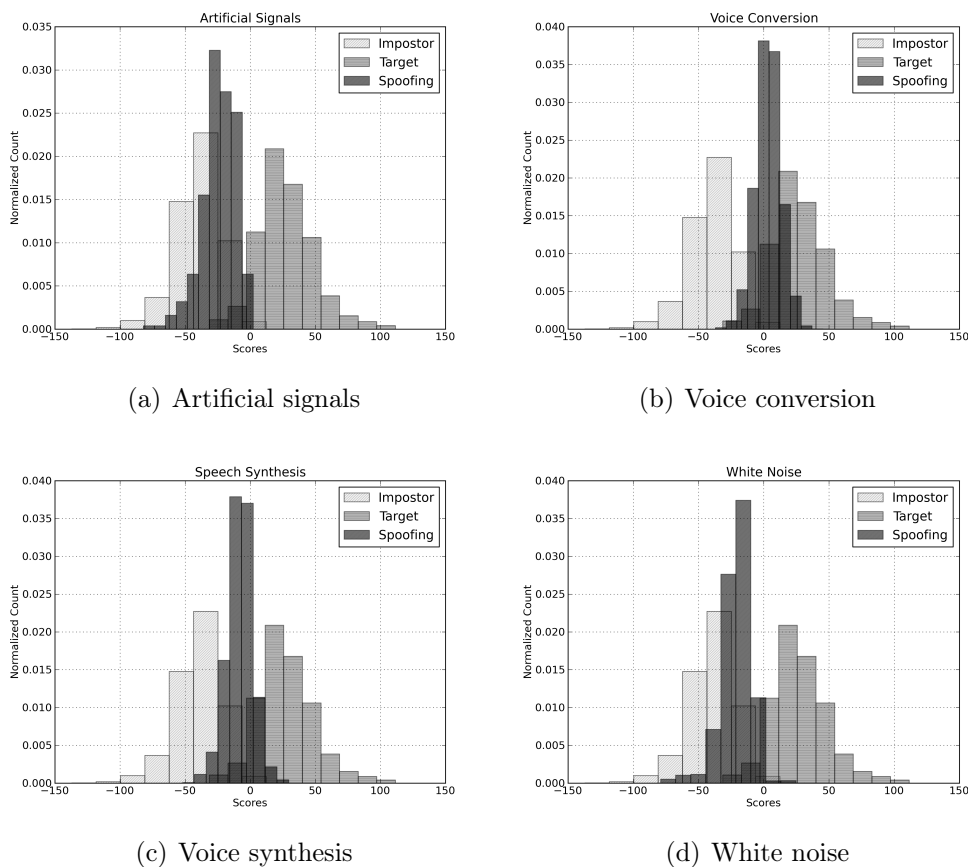 Artificial Signals
Impostor
Target
Spoofing
Normalized Count
0.035
0.030
0.025
0.020
0.015
0.010
0.005
0.000
−150 −100 −50 0 50 100 150
Scores
(a) Artificial signals
Voice Conversion
Impostor
Target
Spoofing
Normalized Count
0.040
0.035
0.030
0.025
0.020
0.015
0.010
0.005
0.000
−150 −100 −50 0 50 100 150
Scores
(b) Voice conversion
Speech Synthesis
Impostor
Target
Spoofing
Normalized Count
0.040
0.035
0.030
0.025
0.020
0.015
0.010
0.005
0.000
−150 −100 −50 0 50 100 150
Scores
(c) Voice synthesis
White Noise
Impostor
Target
Spoofing
Normalized Count
0.040
0.035
0.030
0.025
0.020
0.015
0.010
0.005
0.000
−150 −100 −50 0 50 100 150
Scores
(d) White noise